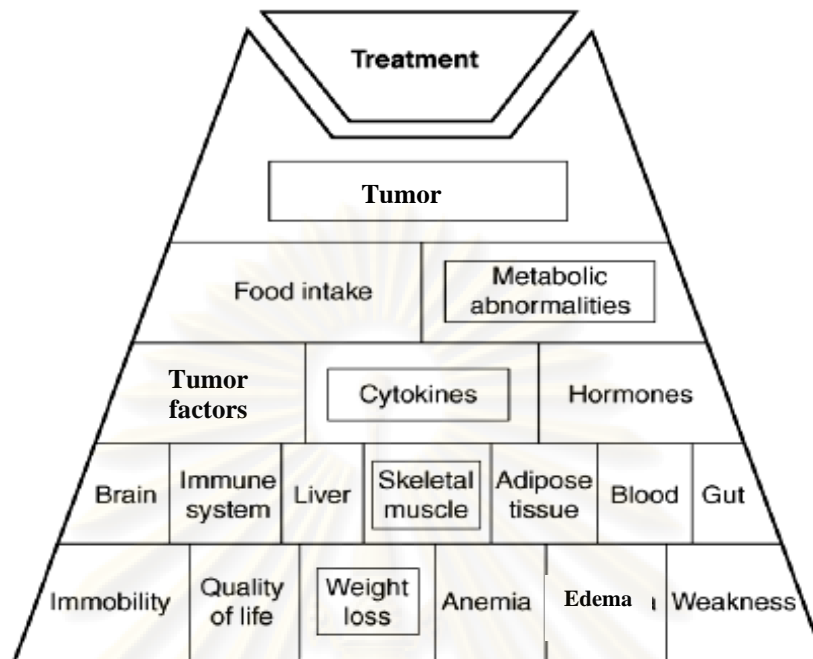 Treatment
Tumor
Food intake
Metabolic
abnormalities
Tumor
factors
Cytokines
Hormones
Brain
Immune
system
Liver
Skeletal
muscle
Adipose
tissue
Blood
Gut
Immobility
Quality
of life
Weight
loss
Anemia
Edema
Weakness